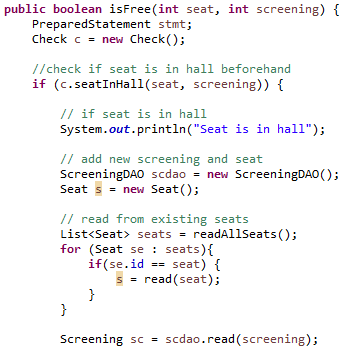 public boolean isFree(int seat, int screening) {
PreparedStatement stmt;
Check c = new Check();
//check if seat is in hall beforehand
if (c.seatInHall(seat, screening)) {
// if seat is in hall
System.out.println("Seat is in hall");
// add new screening and seat
ScreeningDAO scdao = new ScreeningDAO();
Seat s = new Seat();
// read from existing seats
List<Seat> seats = readAllSeats();
for (Seat se : seats){
if(se.id == seat) {
s = read(seat);
}
}
Screening sc = scdao.read(screening);